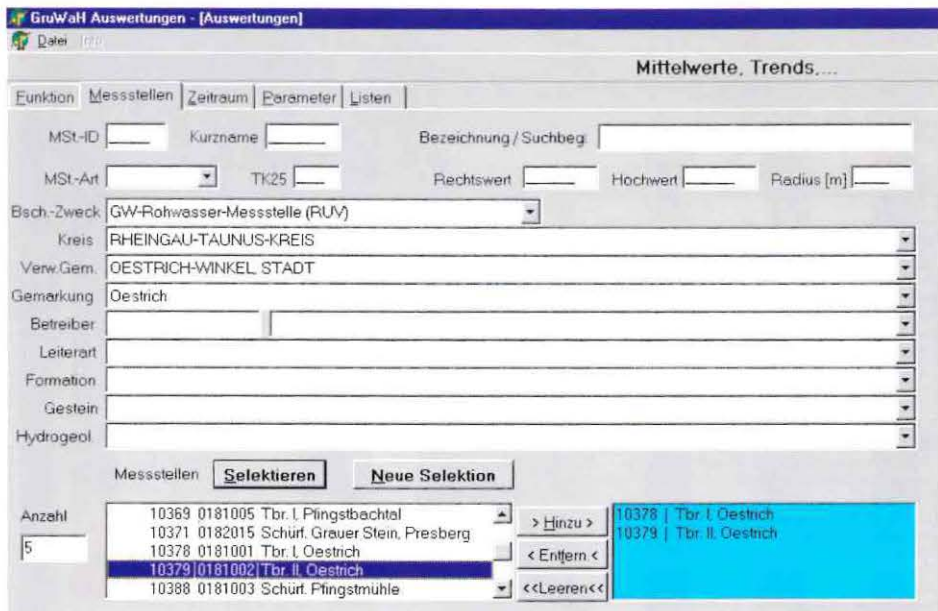 GruWaH Auswertungen - [Auswertungen]
Datei Info
Mittelwerte, Trends,...
Funktion Messstellen Zeitraum Parameter Listen
MSt-ID Kurzname Bezeichnung / Suchbeg.
MSt.-Art TK25 Rechtswert Hochwert Radius [m]
Bsch.-Zweck GW-Rohwasser-Messstelle (RUV)
Kreis RHEINGAU-TAUNUS-KREIS
Verw.Gem. OESTRICH-WINKEL, STADT
Gemarkung Oestrich
Betreiber
Leiterart
Formation
Gestein
Hydrogeol.
Messstellen Selektieren Neue Selektion
Anzahl
5
10369 0181005 Tbr. I, Pfingstbachtal
10371 0182015 Schürf. Grauer Stein, Presberg
10378 0181001 Tbr. I, Oestrich
10379 0181002 Tbr. II, Oestrich
10388 0181003 Schürf. Pfingstmühle
> Hinzu >
< Entfern.<
<<Leeren<<
10378 | Tbr. I, Oestrich
10379 | Tbr. II, Oestrich